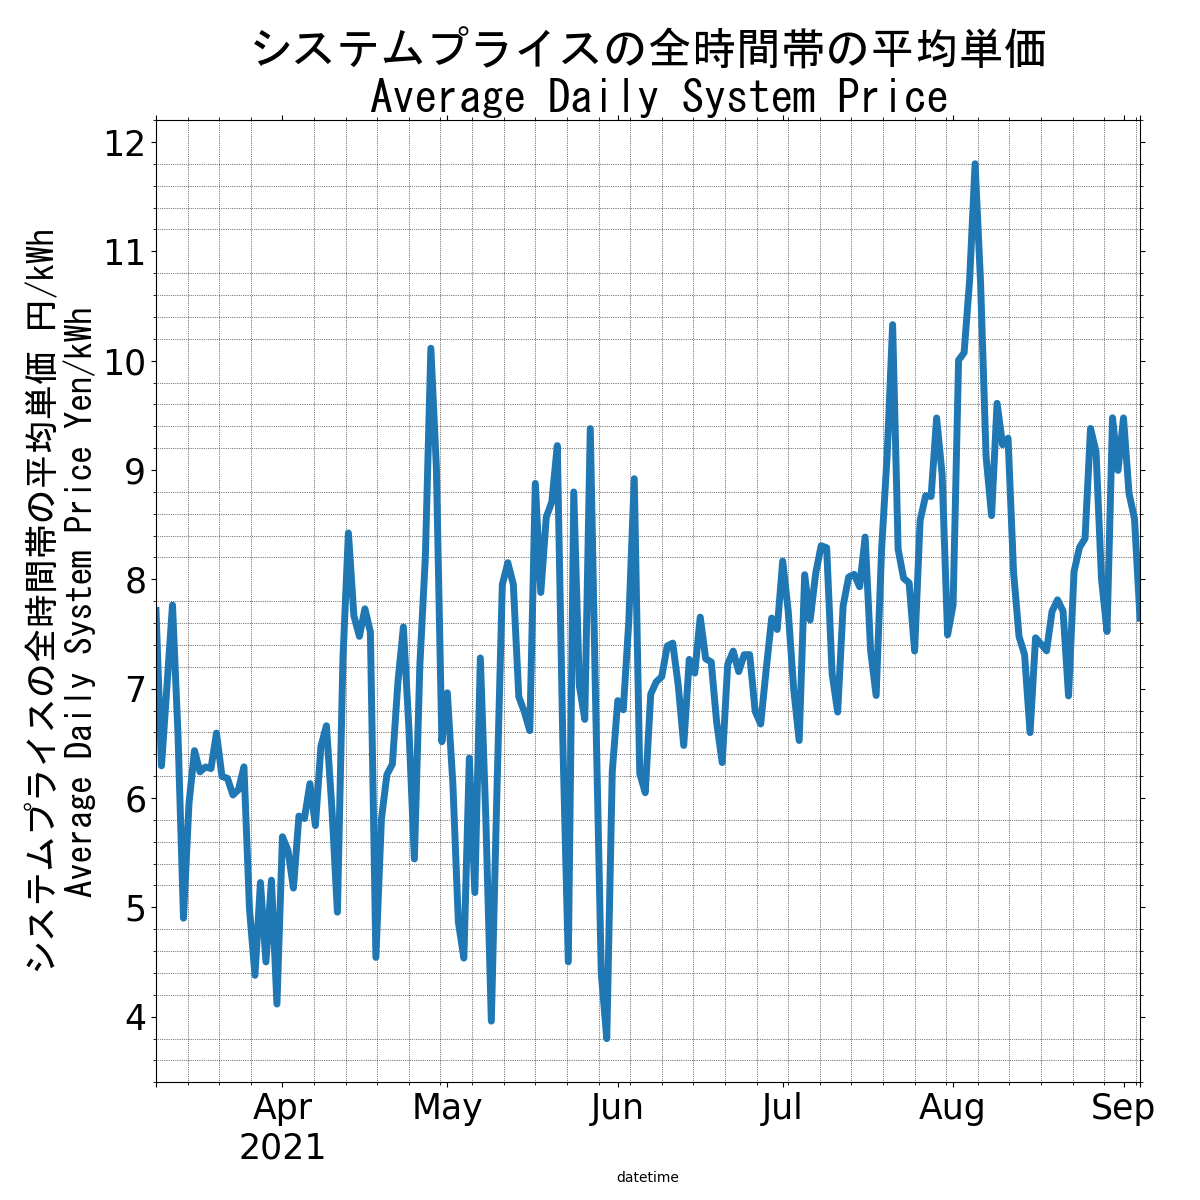 システムプライスの全時間帯の平均単価
Average Daily System Price
システムプライスの全時間帯の平均単価 円/kWh
Average Daily System Price Yen/kWh
12
11
10
9
8
7
6
5
4
Apr
May
Jun
Jul
Aug
Sep
2021
datetime